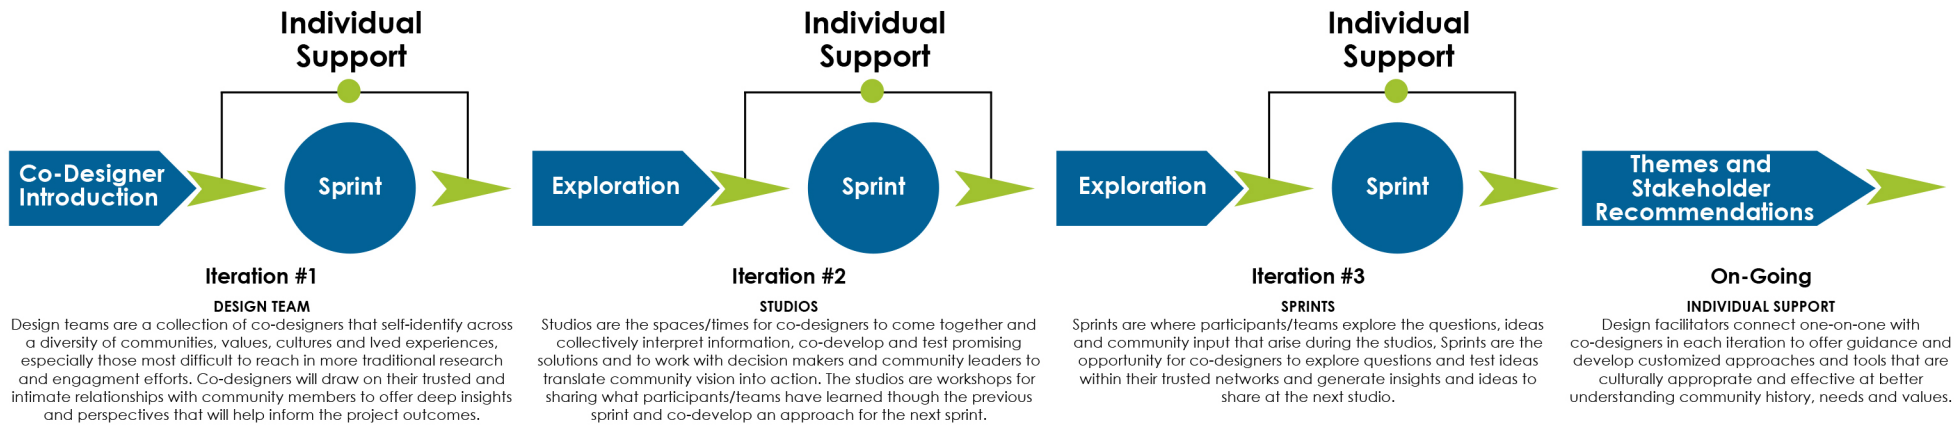 Individual
Support
Co-Designer
Introduction
Sprint
Iteration #1
DESIGN TEAM
Design teams are a collection of co-designers that self-identify across
a diversity of communities, values, cultures and lved experiences,
especially those most difficult to reach in more traditional research
and engagment efforts. Co-designers will draw on their trusted and
intimate relationships with community members to offer deep insights
and perspectives that will help inform the project outcomes.
Individual
Support
Exploration
Sprint
Iteration #2
STUDIOS
Studios are the spaces/times for co-designers to come together and
collectively interpret information, co-develop and test promising
solutions and to work with decision makers and community leaders to
translate community vision into action. The studios are workshops for
sharing what participants/teams have learned though the previous
sprint and co-develop an approach for the next sprint.
Individual
Support
Exploration
Sprint
Iteration #3
SPRINTS
Sprints are where participants/teams explore the questions, ideas
and community input that arise during the studios, Sprints are the
opportunity for co-designers to explore questions and test ideas
within their trusted networks and generate insights and ideas to
share at the next studio.
Themes and
Stakeholder
Recommendations
On-Going
INDIVIDUAL SUPPORT
Design facilitators connect one-on-one with
co-designers in each iteration to offer guidance and
develop customized approaches and tools that are
culturally approprate and effective at better
understanding community history, needs and values.